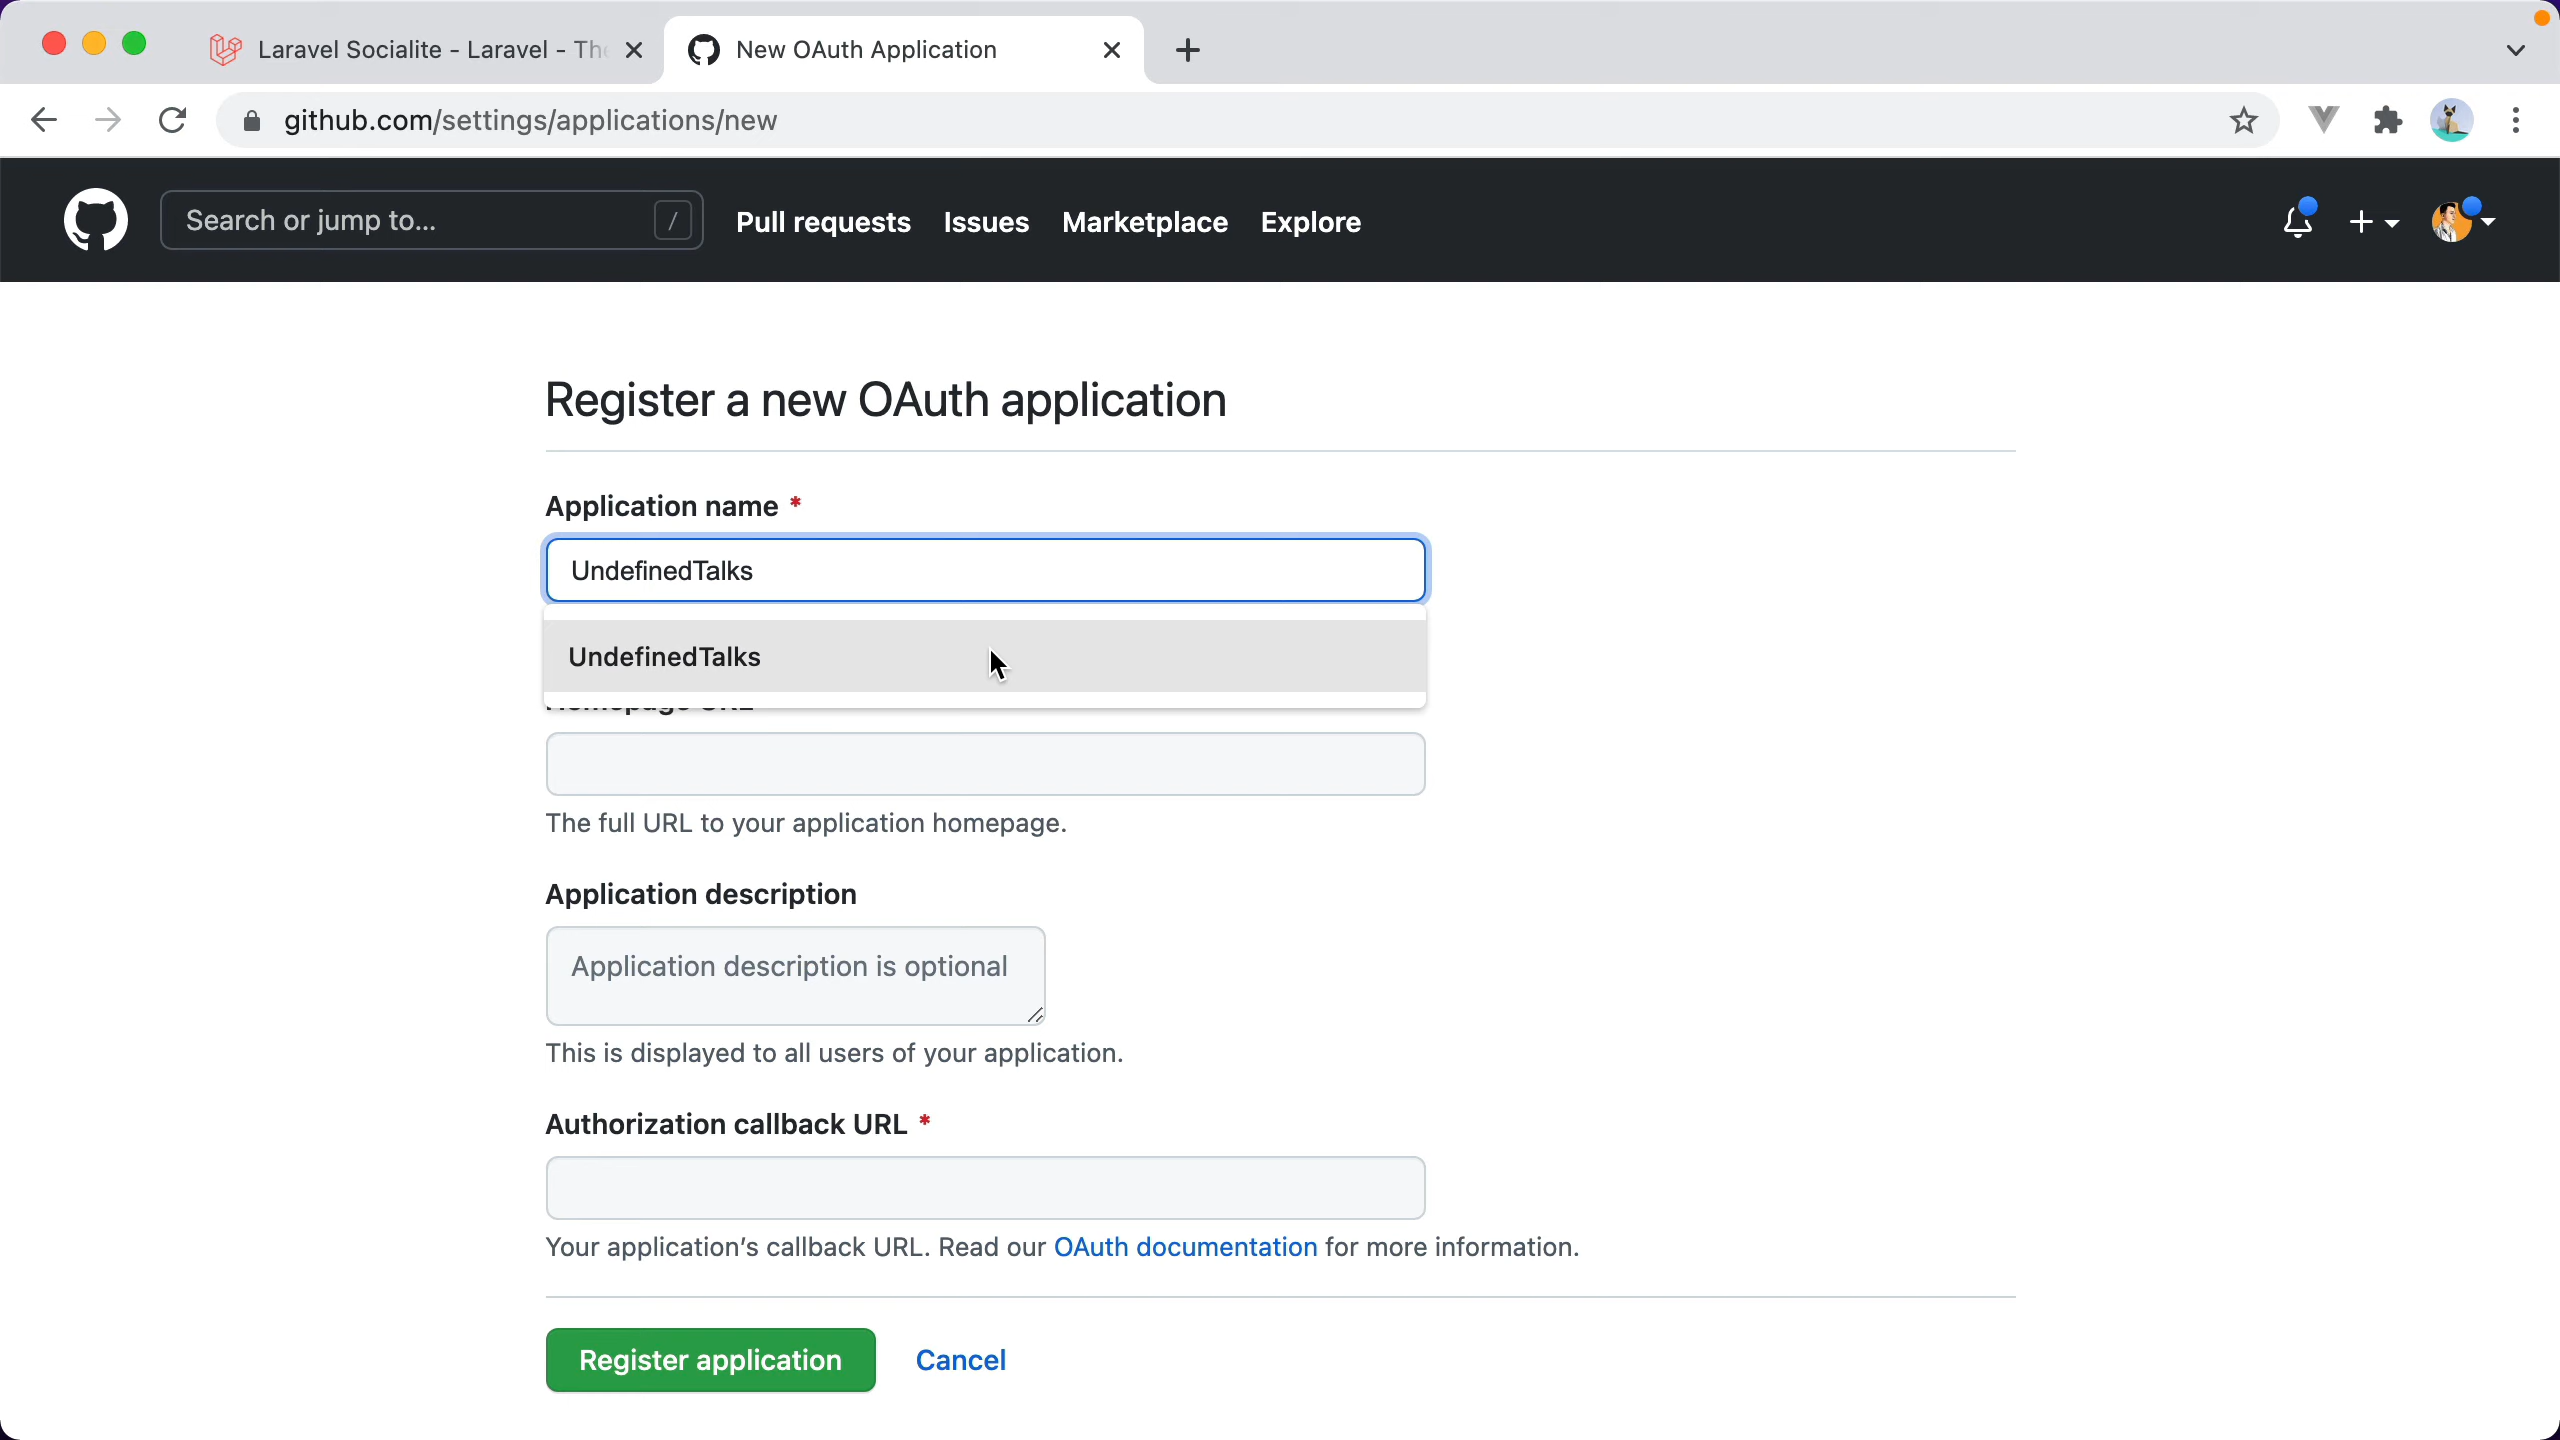 Laravel Socialite - Laravel - The
New OAuth Application
github.com/settings/applications/new
Search or jump to...
/
Pull requests
Issues
Marketplace
Explore
Register a new OAuth application
Application name *
UndefinedTalks
UndefinedTalks
Homepage URL
The full URL to your application homepage.
Application description
Application description is optional
This is displayed to all users of your application.
Authorization callback URL *
Your application's callback URL. Read our OAuth documentation for more information.
Register application
Cancel